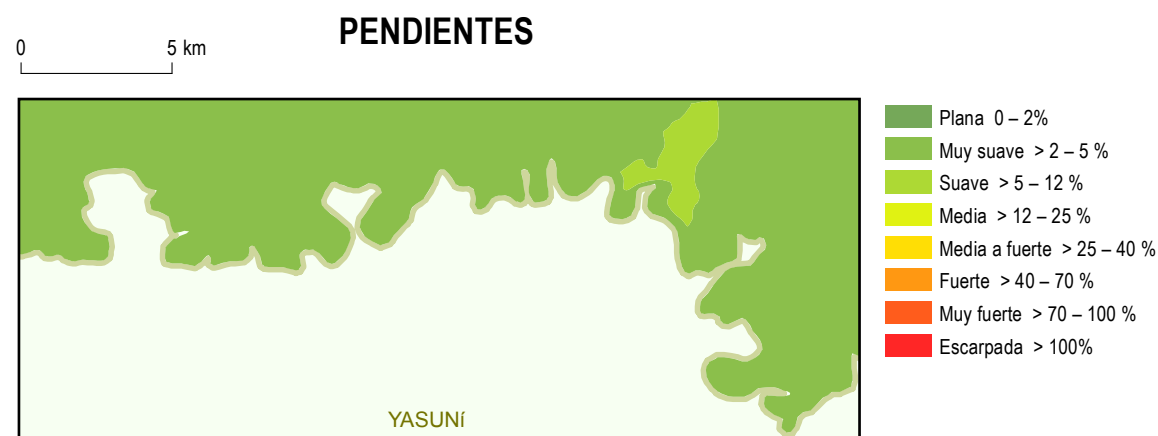 PENDIENTES
0 5 km
Plana 0 – 2%
Muy suave > 2 – 5 %
Suave > 5 – 12 %
Media > 12 – 25 %
Media a fuerte > 25 – 40 %
Fuerte > 40 – 70 %
Muy fuerte > 70 – 100 %
Escarpada > 100%
YASUNí